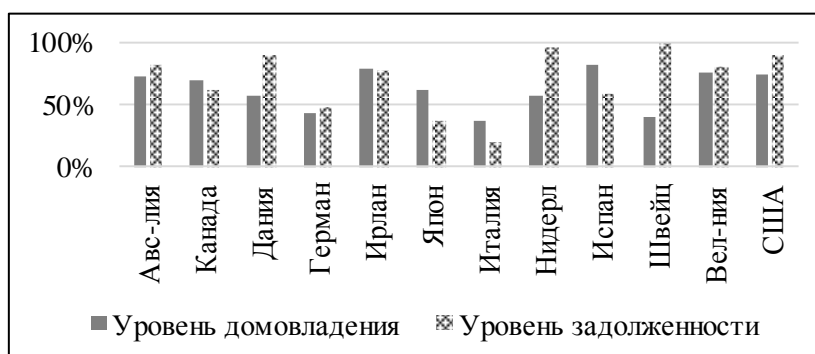 100%
50%
0%
Авс-лия
Канада
Дания
Герман
Ирлан
Япон
Италия
Нидерл
Испан
Швейц
Вел-ния
США
Уровень домовладения
Уровень задолженности